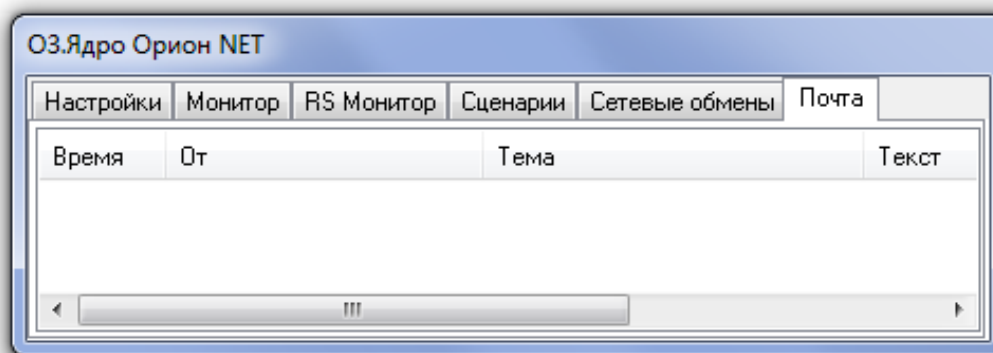 ОЗ.Ядро Орион NET
Настройки Монитор RS Монитор Сценарии Сетевые обмены Почта
Время От Тема Текст